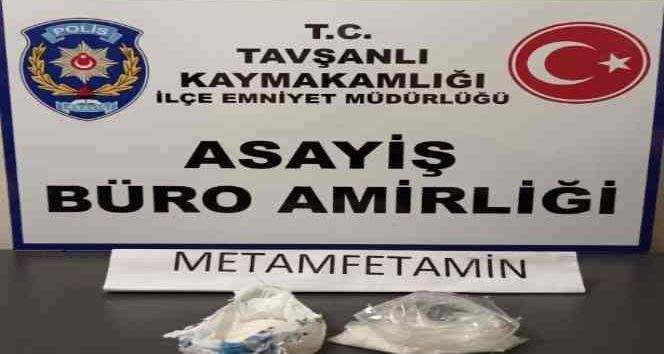 POLİS
T.C.
TAVŞANLI
KAYMAKAMLIĞI
İLÇE EMNİYET MÜDÜRLÜĞÜ
ASAYİŞ
BÜRO AMİRLİĞİ
METAMFETAMİN